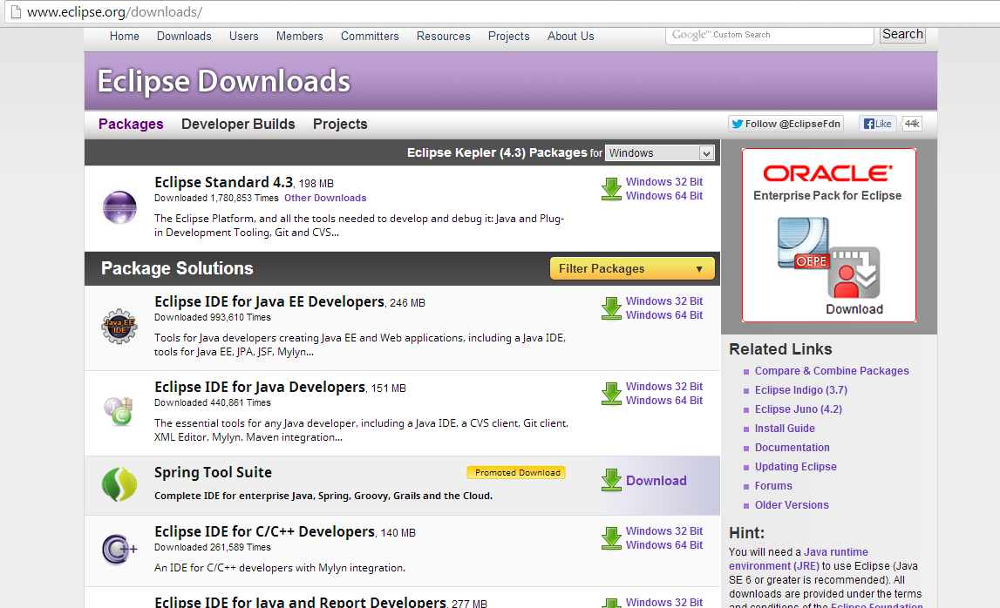 www.eclipse.org/downloads/
Home Downloads Users Members Committers Resources Projects About Us
Google™ Custom Search
Search
Eclipse Downloads
Packages Developer Builds Projects
Follow @EclipseFdn
Like
44k
Eclipse Kepler (4.3) Packages for Windows
Eclipse Standard 4.3, 198 MB
Downloaded 1,780,853 Times Other Downloads
The Eclipse Platform, and all the tools needed to develop and debug it: Java and Plug-
in Development Tooling, Git and CVS...
Windows 32 Bit
Windows 64 Bit
Package Solutions
Filter Packages
Java EE
IDE
Eclipse IDE for Java EE Developers, 246 MB
Downloaded 993,610 Times
Tools for Java developers creating Java EE and Web applications, including a Java IDE,
tools for Java EE, JPA, JSF, Mylyn...
Windows 32 Bit
Windows 64 Bit
Eclipse IDE for Java Developers, 151 MB
Downloaded 440,861 Times
The essential tools for any Java developer, including a Java IDE, a CVS client, Git client,
XML Editor, Mylyn, Maven integration...
Windows 32 Bit
Windows 64 Bit
Spring Tool Suite
Promoted Download
Complete IDE for enterprise Java, Spring, Groovy, Grails and the Cloud.
Download
C++
Eclipse IDE for C/C++ Developers, 140 MB
Downloaded 261,589 Times
An IDE for C/C++ developers with Mylyn integration.
Windows 32 Bit
Windows 64 Bit
Eclipse IDE for Java and Report Developers, 277 MB
Windows 32 Bit
ORACLE®
Enterprise Pack for Eclipse
OEPE
Download
Related Links
Compare & Combine Packages
Eclipse Indigo (3.7)
Eclipse Juno (4.2)
Install Guide
Documentation
Updating Eclipse
Forums
Older Versions
Hint:
You will need a Java runtime
environment (JRE) to use Eclipse (Java
SE 6 or greater is recommended). All
downloads are provided under the terms
and conditions of the Eclipse Foundation